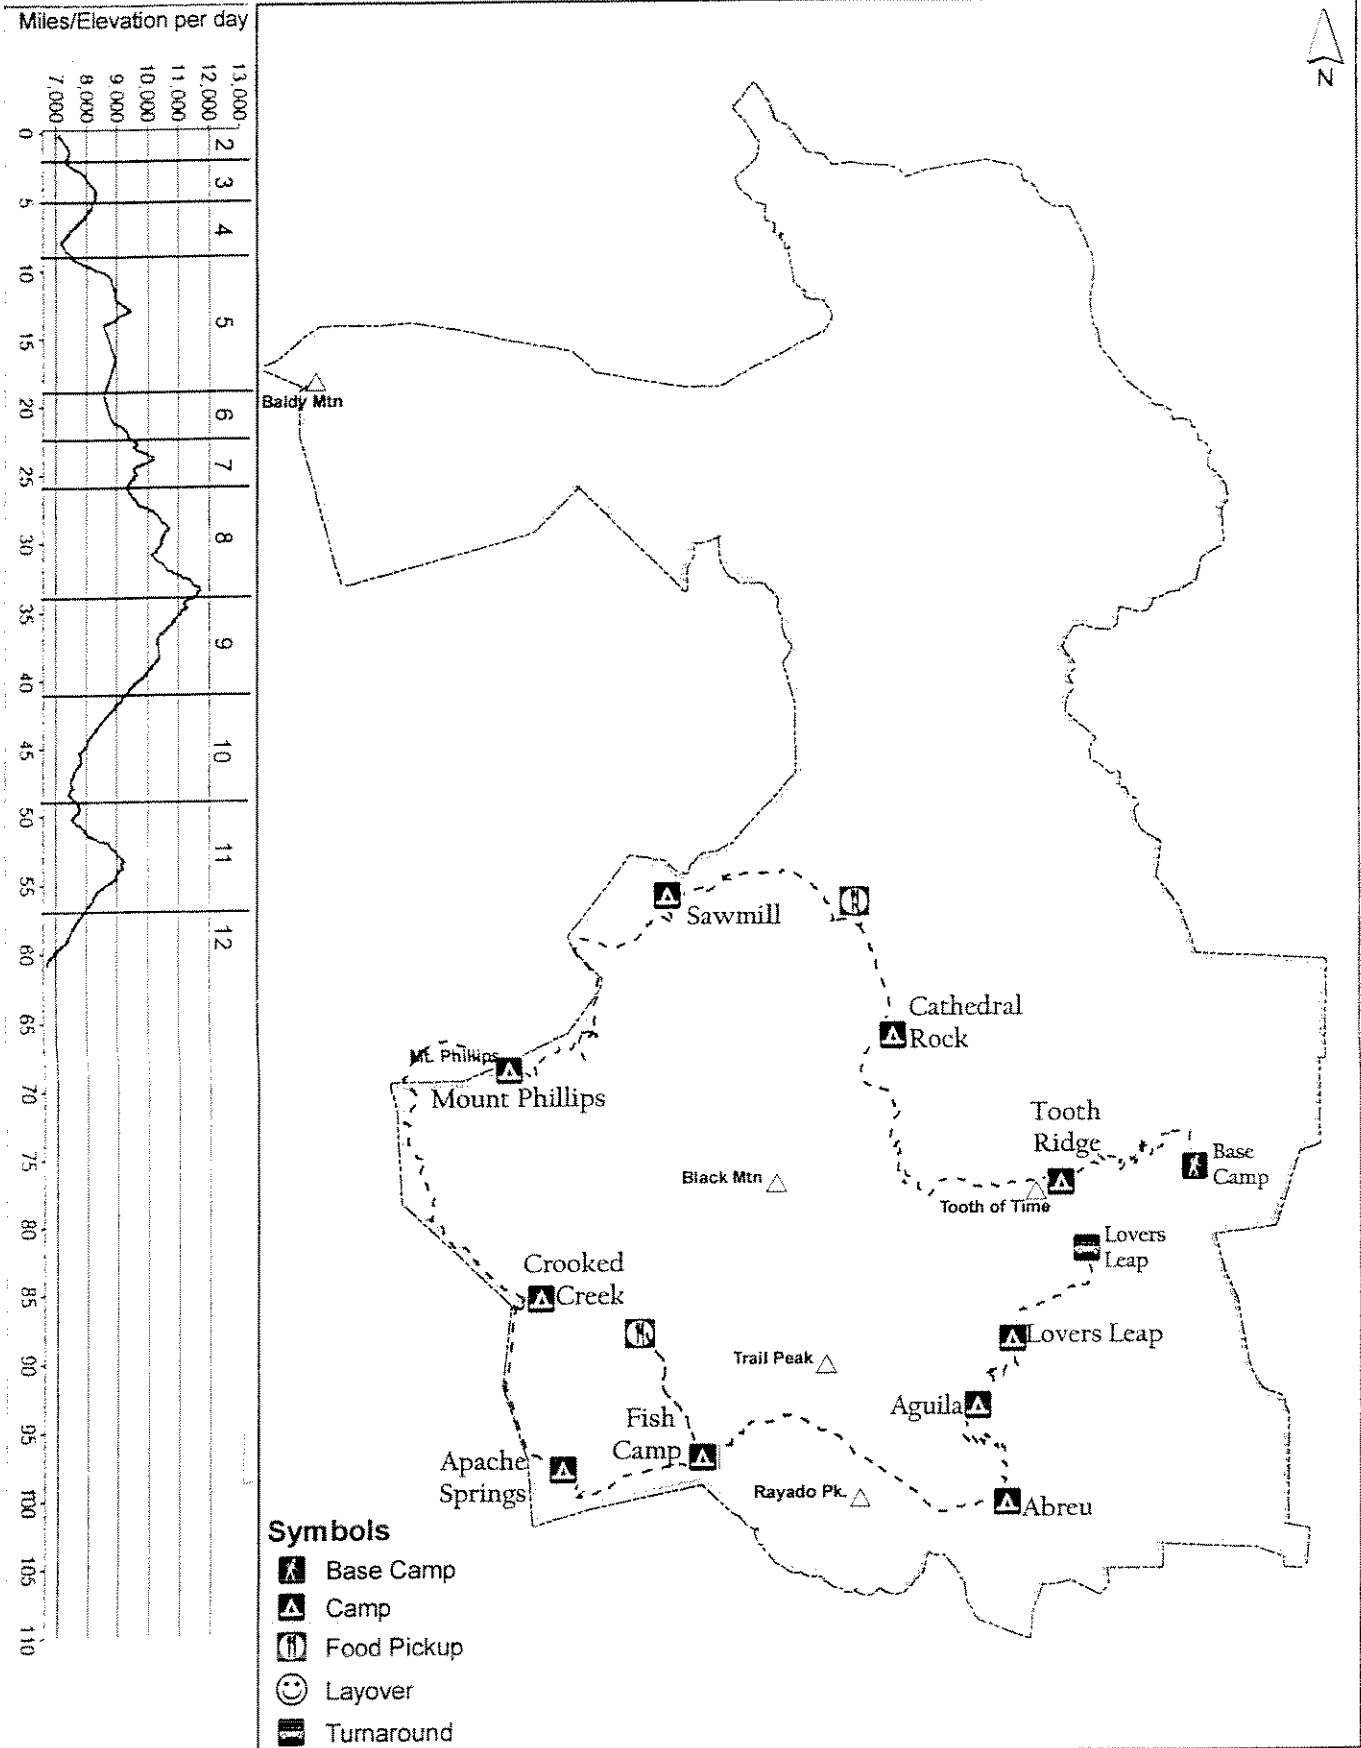 Miles/Elevation per day
13,000
12,000
11,000
10,000
9,000
8,000
7,000
0
5
10
15
20
25
30
35
40
45
50
55
60
65
70
75
80
85
90
95
100
105
110
2
3
4
5
6
7
8
9
10
11
12
N
Baldy Mtn
Sawmill
Cathedral
Rock
Mt. Phillips
Mount Phillips
Tooth
Ridge
Base
Camp
Black Mtn
Tooth of Time
Lovers
Leap
Crooked
Creek
Lovers Leap
Trail Peak
Aguila
Fish
Camp
Apache
Springs
Rayado Pk.
Abreu
Symbols
Base Camp
Camp
Food Pickup
Layover
Turnaround